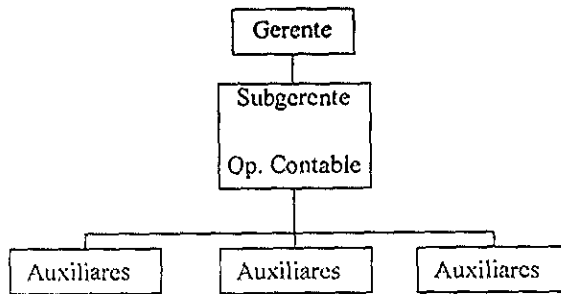 Gerente
Subgerente
Op. Contable
Auxiliares
Auxiliares
Auxiliares